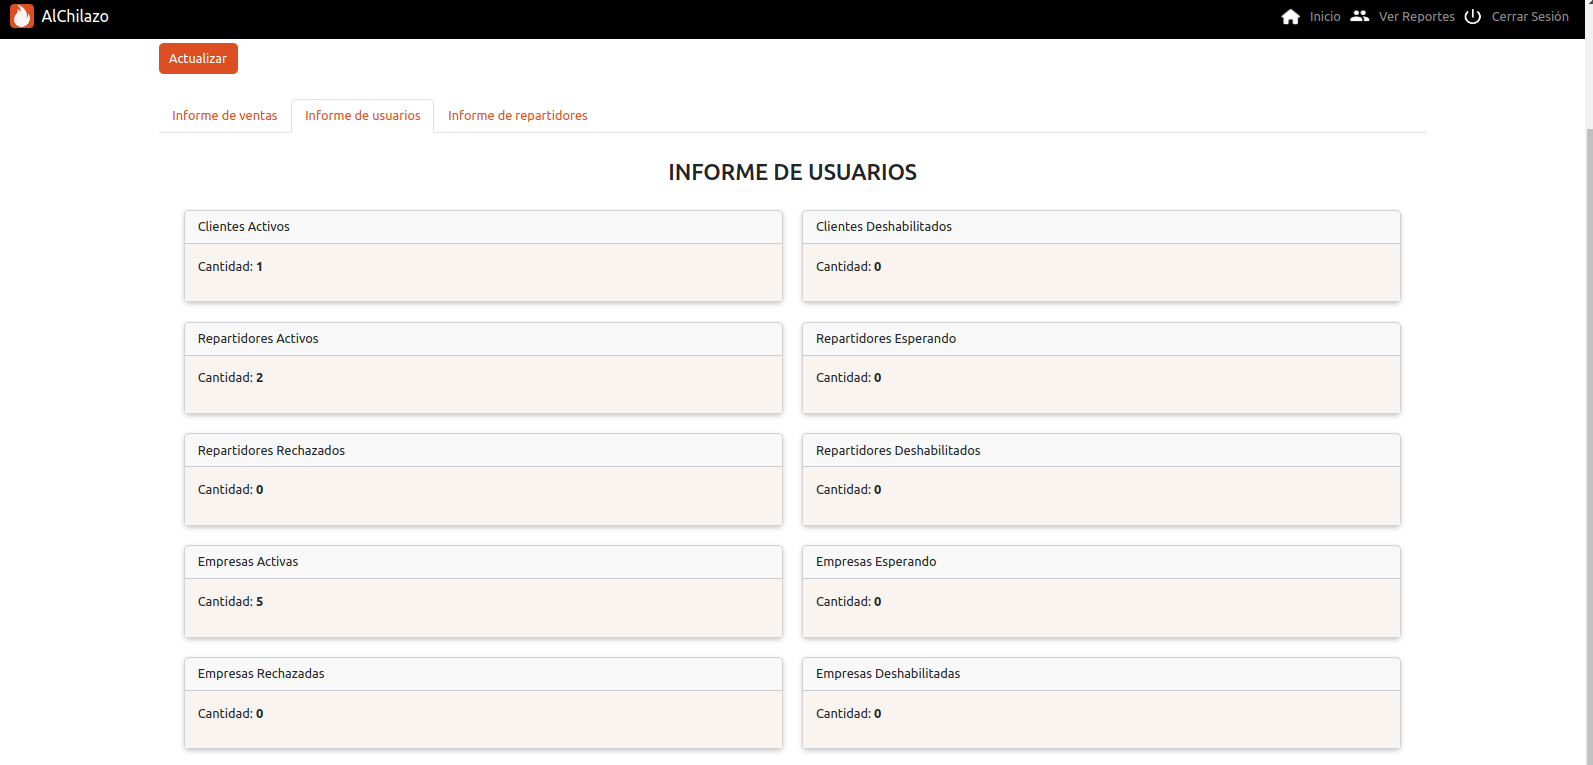 AlChilazo
Inicio
Ver Reportes
Cerrar Sesión
Actualizar
Informe de ventas
Informe de usuarios
Informe de repartidores
INFORME DE USUARIOS
Clientes Activos
Cantidad: 1
Clientes Deshabilitados
Cantidad: 0
Repartidores Activos
Cantidad: 2
Repartidores Esperando
Cantidad: 0
Repartidores Rechazados
Cantidad: 0
Repartidores Deshabilitados
Cantidad: 0
Empresas Activas
Cantidad: 5
Empresas Esperando
Cantidad: 0
Empresas Rechazadas
Cantidad: 0
Empresas Deshabilitadas
Cantidad: 0